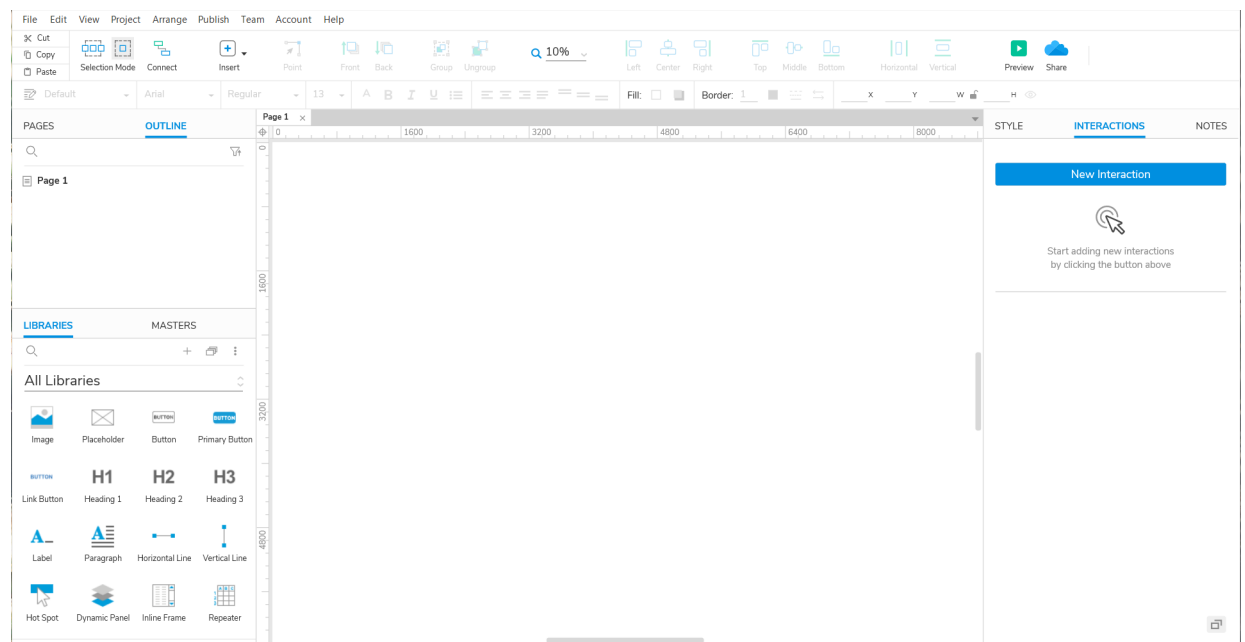 File Edit View Project Arrange Publish Team Account Help
Cut
Copy
Paste
Selection Mode Connect Insert Point Front Back Group Ungroup 10% Left Center Right Top Middle Bottom Horizontal Vertical Preview Share
Default Arial Regular 13 A B I U Fill: Border: 1 X Y W H
PAGES OUTLINE
Page 1
Page 1
0 1600 3200 4800 6400 8000
0
1600
3200
4800
STYLE INTERACTIONS NOTES
New Interaction
Start adding new interactions
by clicking the button above
LIBRARIES MASTERS
All Libraries
BUTTON BUTTON
Image Placeholder Button Primary Button
BUTTON H1 H2 H3
Link Button Heading 1 Heading 2 Heading 3
A_ A
Label Paragraph Horizontal Line Vertical Line
A B C
Hot Spot Dynamic Panel Inline Frame Repeater